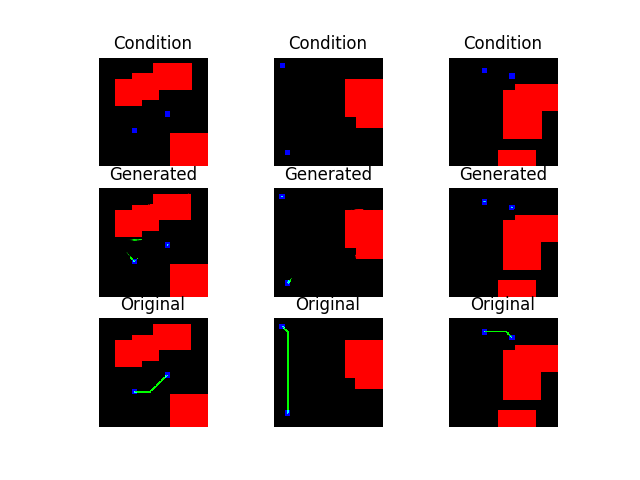 Condition Condition Condition
Generated Generated Generated
Original Original Original